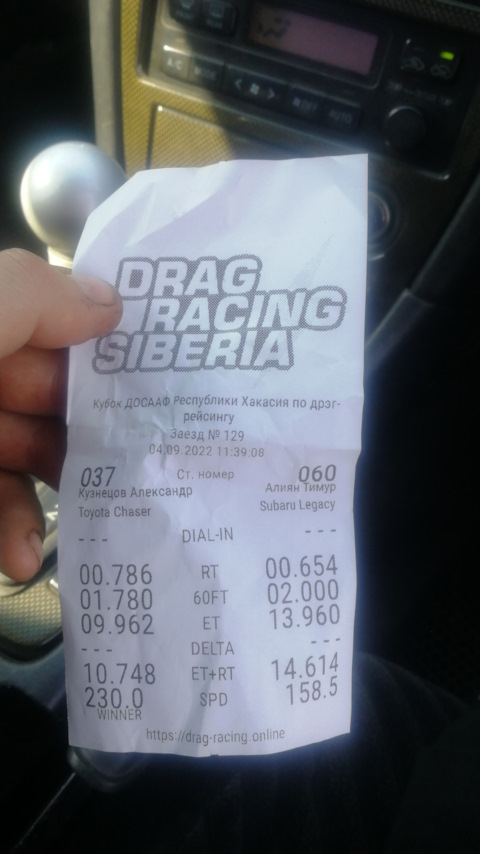 DRAG
RACING
SIBERIA
Кубок ДОСААФ Республики Хакасия по дрэг-
рейсингу
Заезд № 129
04.09.2022 11:39.08
037 Ст. номер 060
Кузнецов Александр Алиян Тимур
Toyota Chaser Subaru Legacy
--- DIAL-IN ---
00.786 RT 00.654
01.780 60FT 02.000
09.962 ET 13.960
--- DELTA ---
10.748 ET+RT 14.614
230.0 SPD 158.5
WINNER
https://drag-racing.online
A/C MODE AUTO